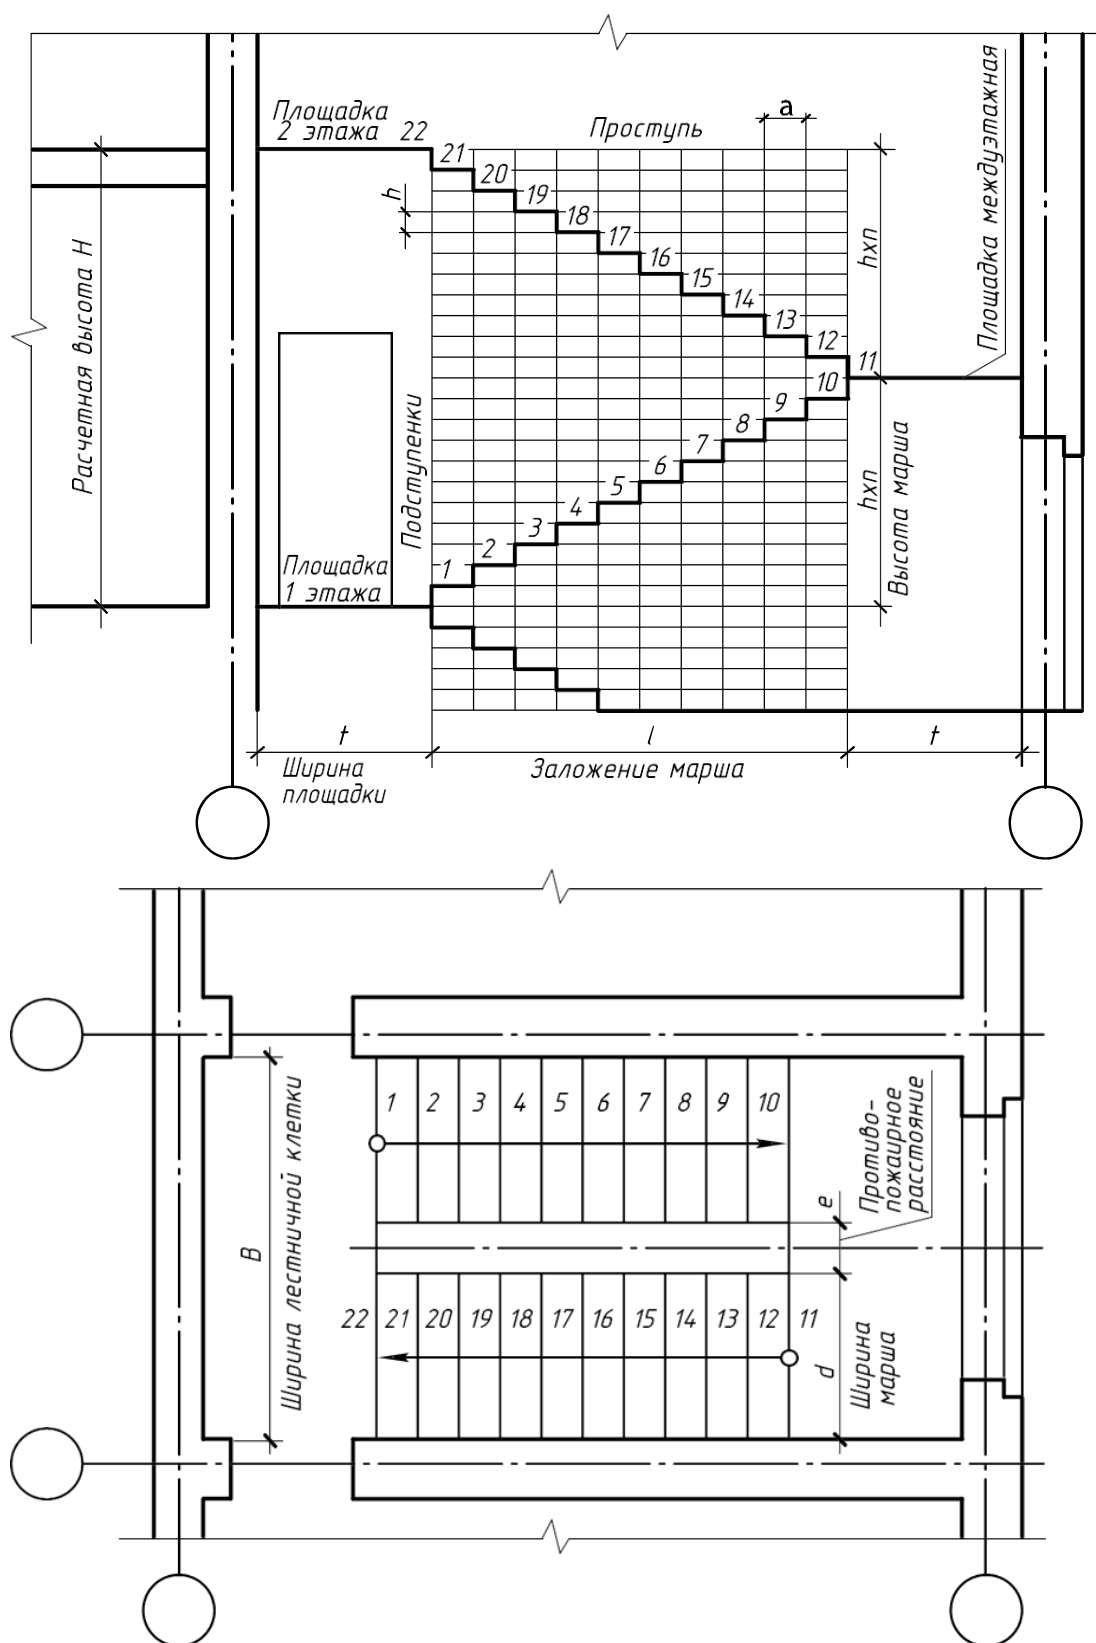 Площадка
2 этажа
22
Проступь
a
21
20
19
18
17
16
15
14
13
12
11
10
9
8
7
6
5
4
3
2
1
h
hxn
hxn
Расчетная высота H
Подступенки
Площадка междуэтажная
Высота марша
Площадка
1 этажа
t
l
t
Ширина
площадки
Заложение марша
1 2 3 4 5 6 7 8 9 10
B
Ширина лестничной клетки
e
Противо-
пожаирное
расстояние
22 21 20 19 18 17 16 15 14 13 12 11
d
Ширина
марша